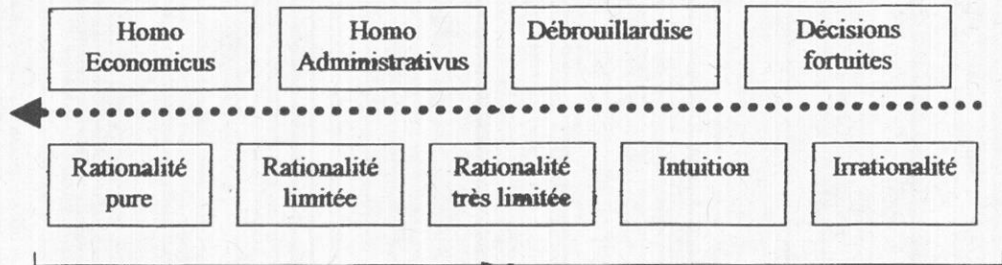 Homo
Economicus
Homo
Administrativus
Débrouillardise
Décisions
fortuites
Rationalité
pure
Rationalité
limitée
Rationalité
très limitée
Intuition
Irrationalité